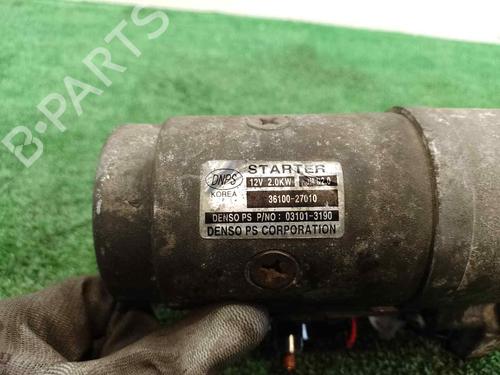 STARTER
DNPS
KOREA
12V 2.0KW
36100-27010
DENSO PS P/NO: 03101-3190
DENSO PS CORPORATION
B-PARTS